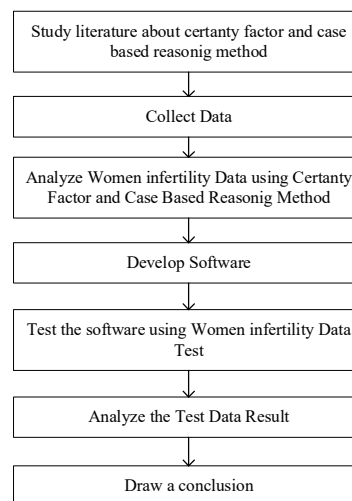 Study literature about certanty factor and case
based reasonig method
Collect Data
Analyze Women infertility Data using Certanty
Factor and Case Based Reasonig Method
Develop Software
Test the software using Women infertility Data
Test
Analyze the Test Data Result
Draw a conclusion